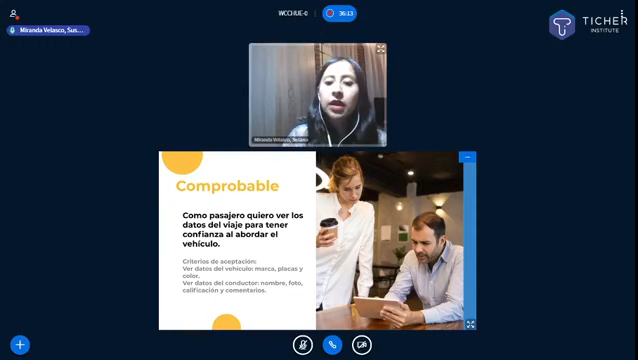 36:13
TICHER
INSTITUTE
Miranda Velasco, Sus...
Miranda Velasco, Susana
Comprobable
Como pasajero quiero ver los
datos del viaje para tener
confianza al abordar el
vehículo.
Criterios de aceptación:
Ver datos del vehículo: marca, placas y
color.
Ver datos del conductor: nombre, foto,
calificación y comentarios.